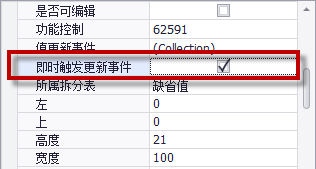 是否可编辑
功能控制 62591
值更新事件 (Collection)
即时触发更新事件
所属拆分表 缺省值
左 0
上 0
高度 21
宽度 100